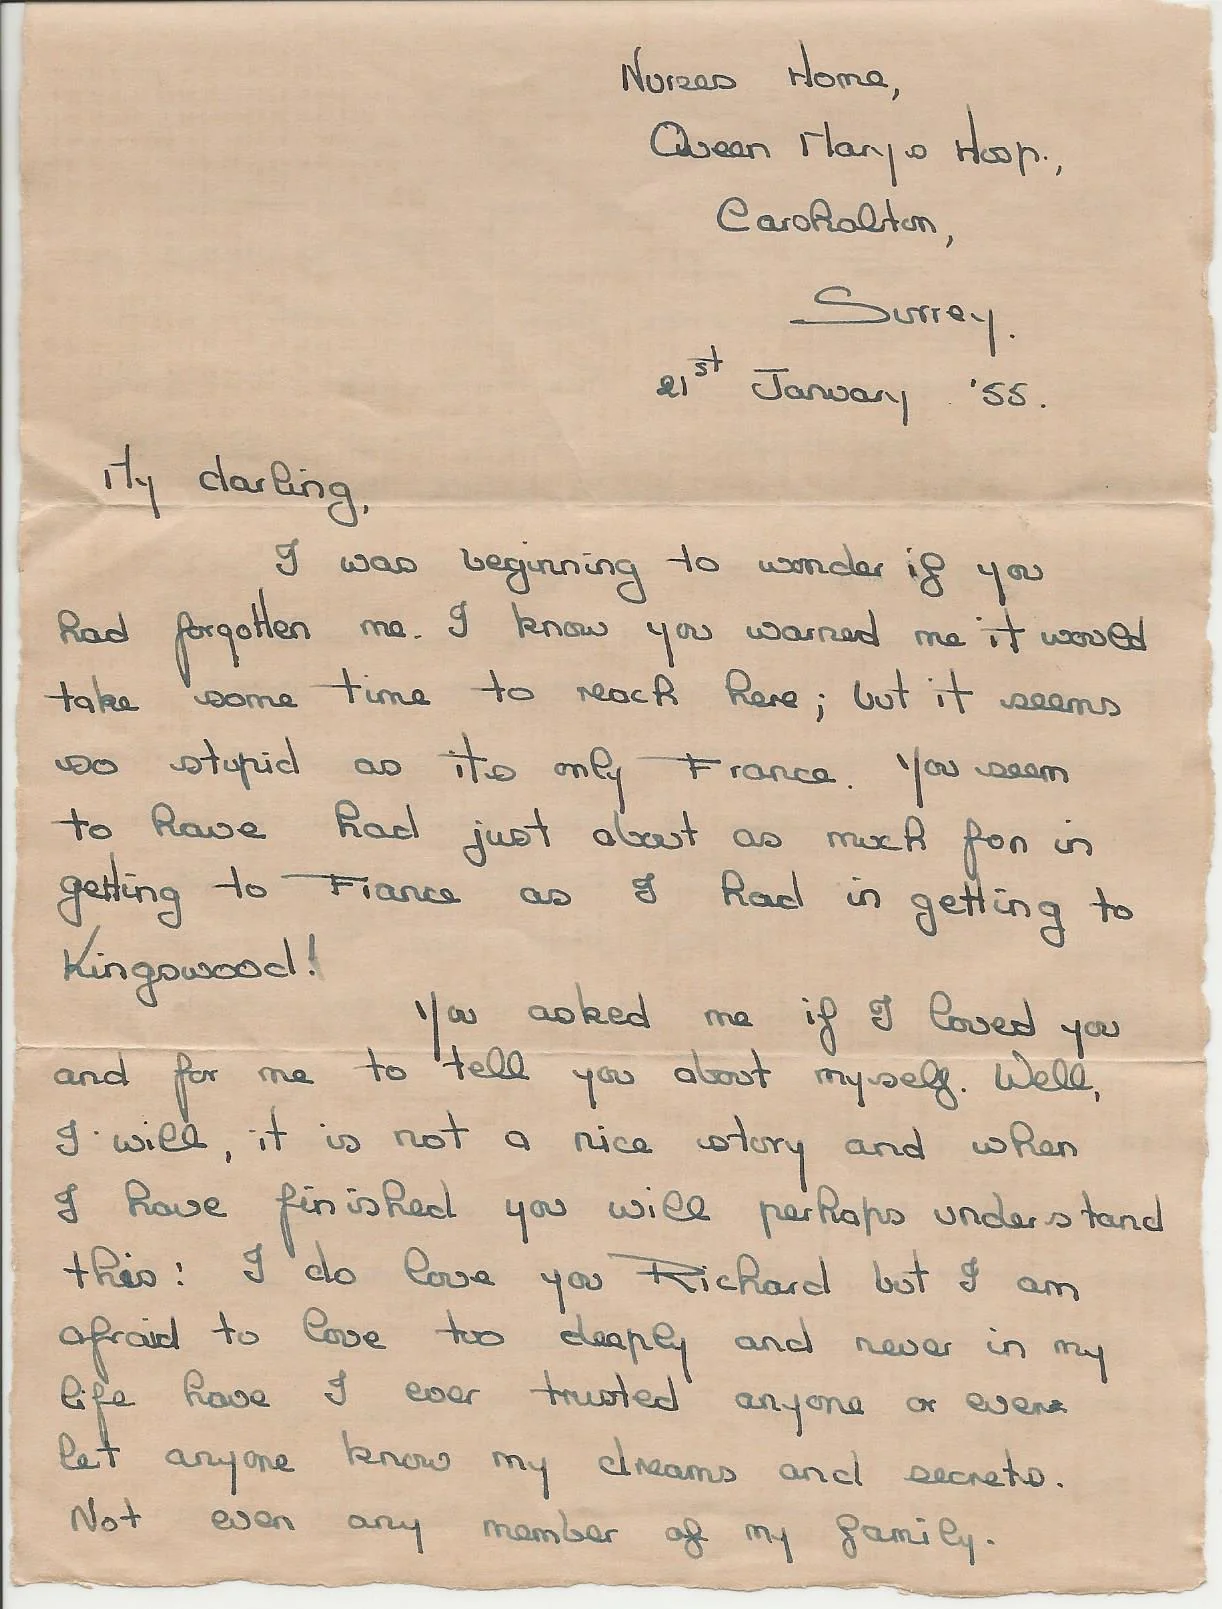 Nurses Home,
Queen Marys Hosp.,
Carshalton,
Surrey.
21st January '55.
My darling,
I was beginning to wonder if you
had forgotten me. I know you warned me it would
take some time to reach here; but it seems
so stupid as its only France. You seem
to have had just about as much fun in
getting to France as I had in getting to
Kingswood!
You asked me if I loved you
and for me to tell you about myself. Well,
I will, it is not a nice story and when
I have finished you will perhaps understand
this: I do love you Richard but I am
afraid to love too deeply and never in my
life have I ever trusted anyone or even
let anyone know my dreams and secrets.
Not even any member of my family.